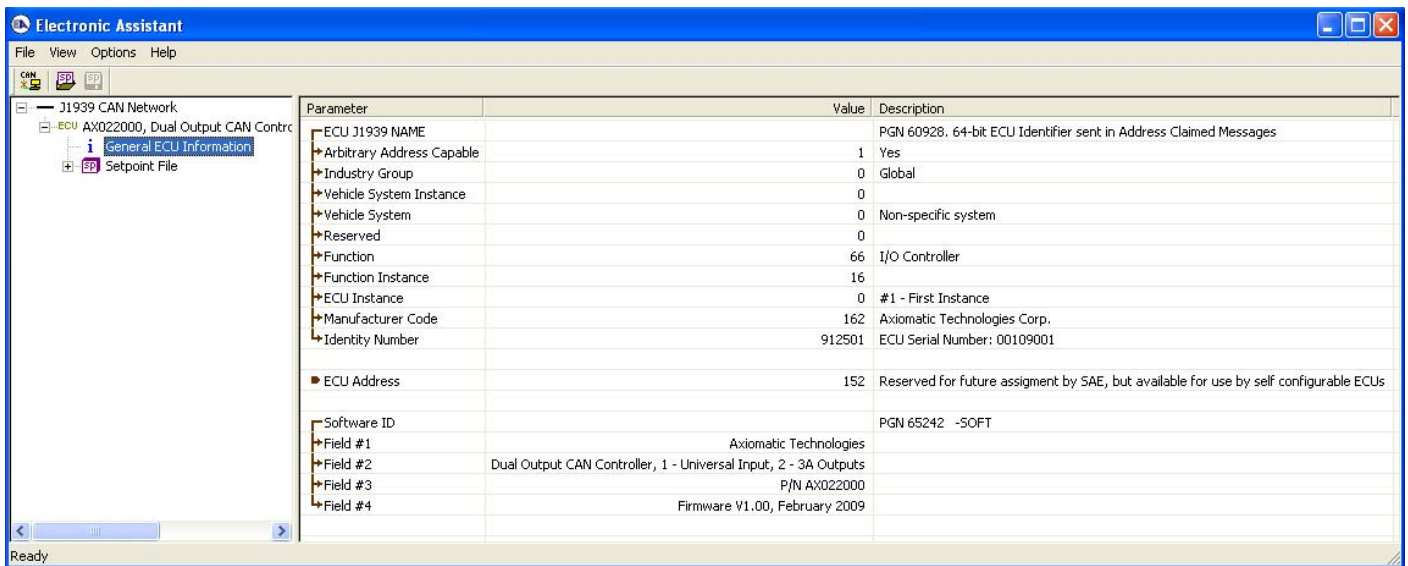 Electronic Assistant
File View Options Help
CAN SP SP
J1939 CAN Network
ECU AX022000, Dual Output CAN Contrc
i General ECU Information
SP Setpoint File
Parameter Value Description
ECU J1939 NAME PGN 60928. 64-bit ECU Identifier sent in Address Claimed Messages
Arbitrary Address Capable 1 Yes
Industry Group 0 Global
Vehicle System Instance 0
Vehicle System 0 Non-specific system
Reserved 0
Function 66 I/O Controller
Function Instance 16
ECU Instance 0 #1 - First Instance
Manufacturer Code 162 Axiomatic Technologies Corp.
Identity Number 912501 ECU Serial Number: 00109001
ECU Address 152 Reserved for future assigment by SAE, but available for use by self configurable ECUs
Software ID PGN 65242 -SOFT
Field #1 Axiomatic Technologies
Field #2 Dual Output CAN Controller, 1 - Universal Input, 2 - 3A Outputs
Field #3 P/N AX022000
Field #4 Firmware V1.00, February 2009
Ready